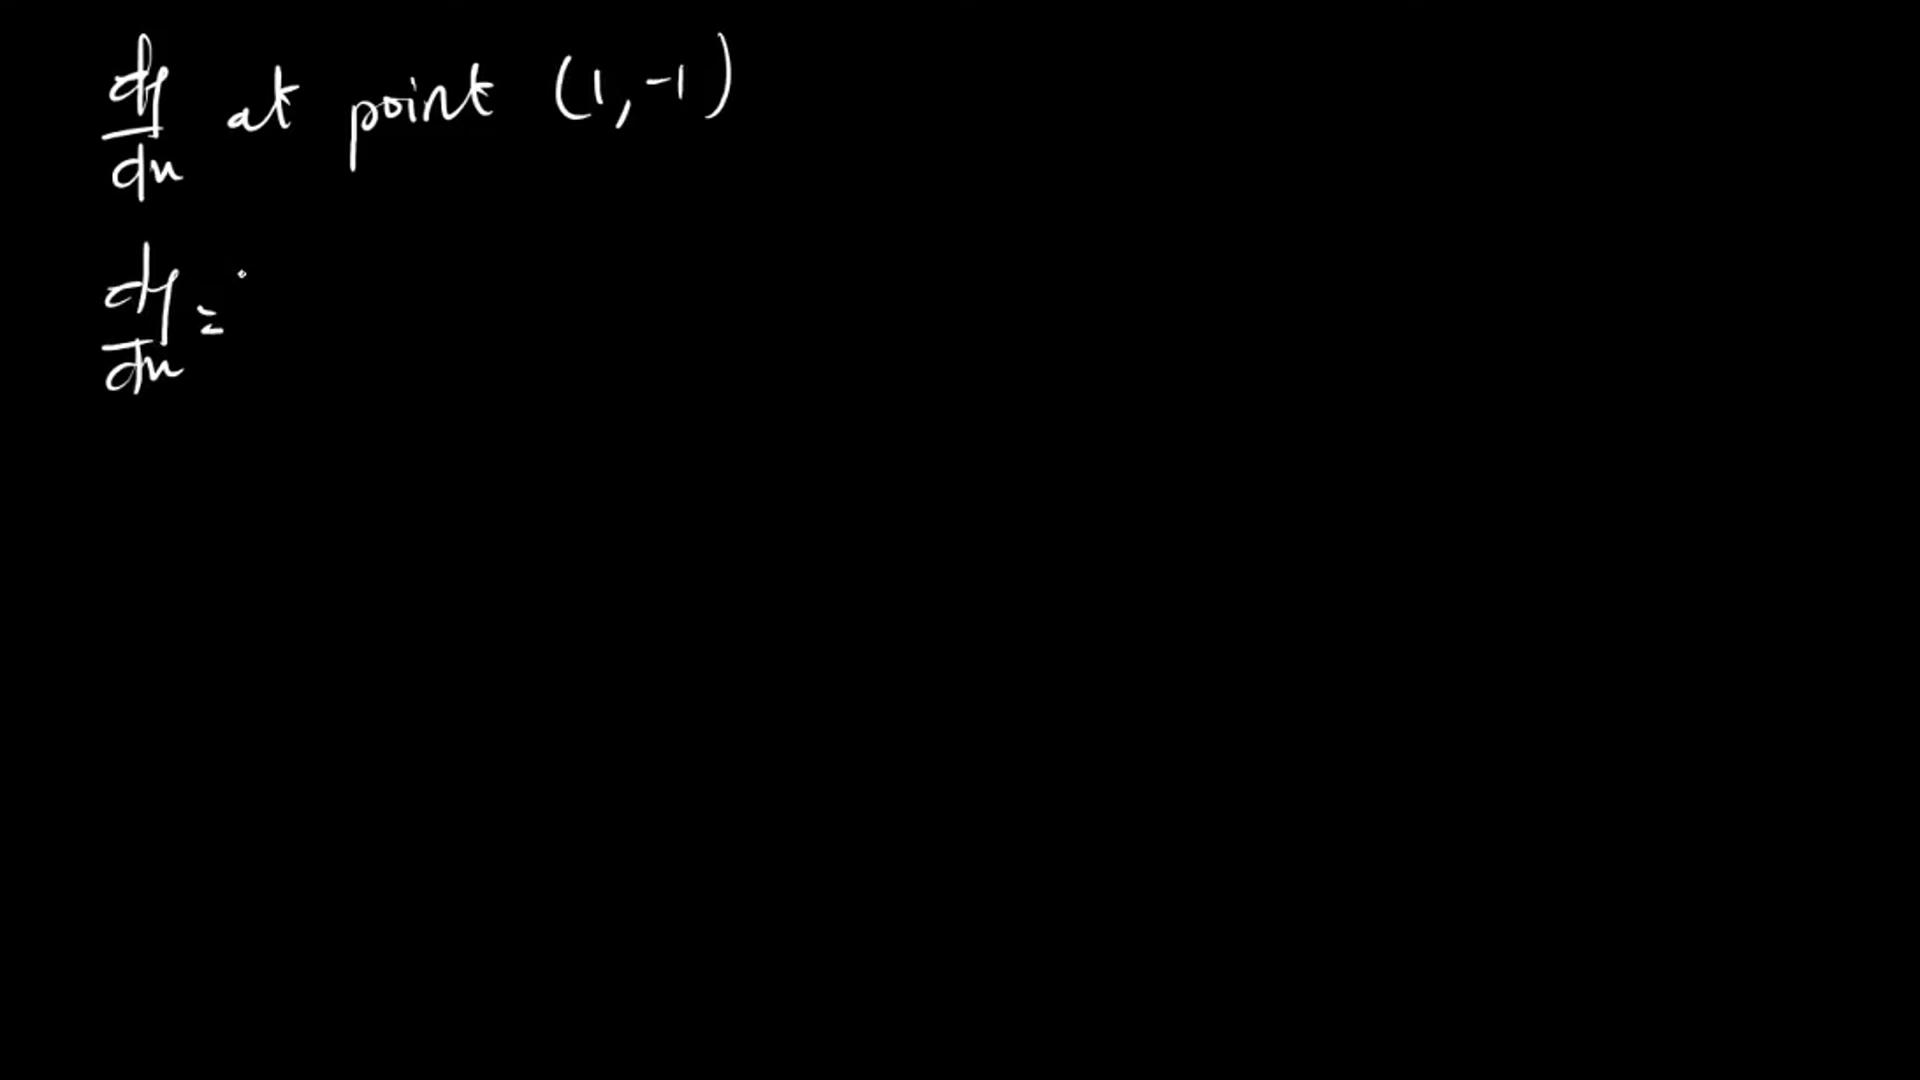 dy/dx at point (1,-1)
dy/dx =